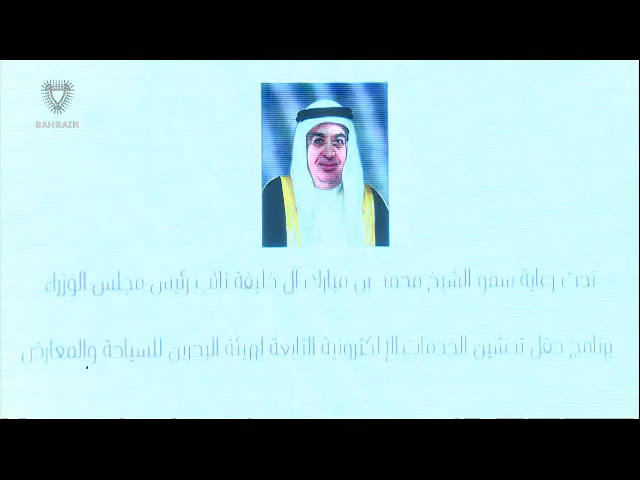 BAHRAIN
تحت رعاية سمو الشيخ محمد بن مبارك آل خليفة نائب رئيس مجلس الوزراء
برنامج حفل تدشين الخدمات الإلكترونية التابعة لهيئة البحرين للسياحة والمعارض